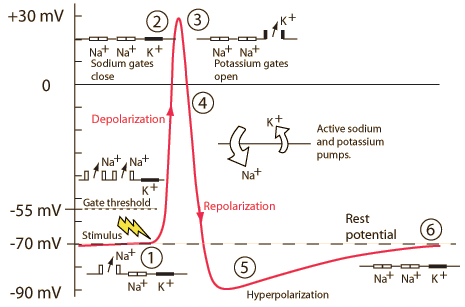 +30 mV
2
3
K+
Na+ Na+ K+
Na+ Na+
Sodium gates
close
Potassium gates
open
0
4
Depolarization
K+
Active sodium
and potassium
pumps.
Na+
Na+ Na+
K+
Gate threshold
-55 mV
Repolarization
Stimulus
Rest
potential
6
-70 mV
1
Na+
Na+ K+
5
Na+ Na+ K+
Hyperpolarization
-90 mV